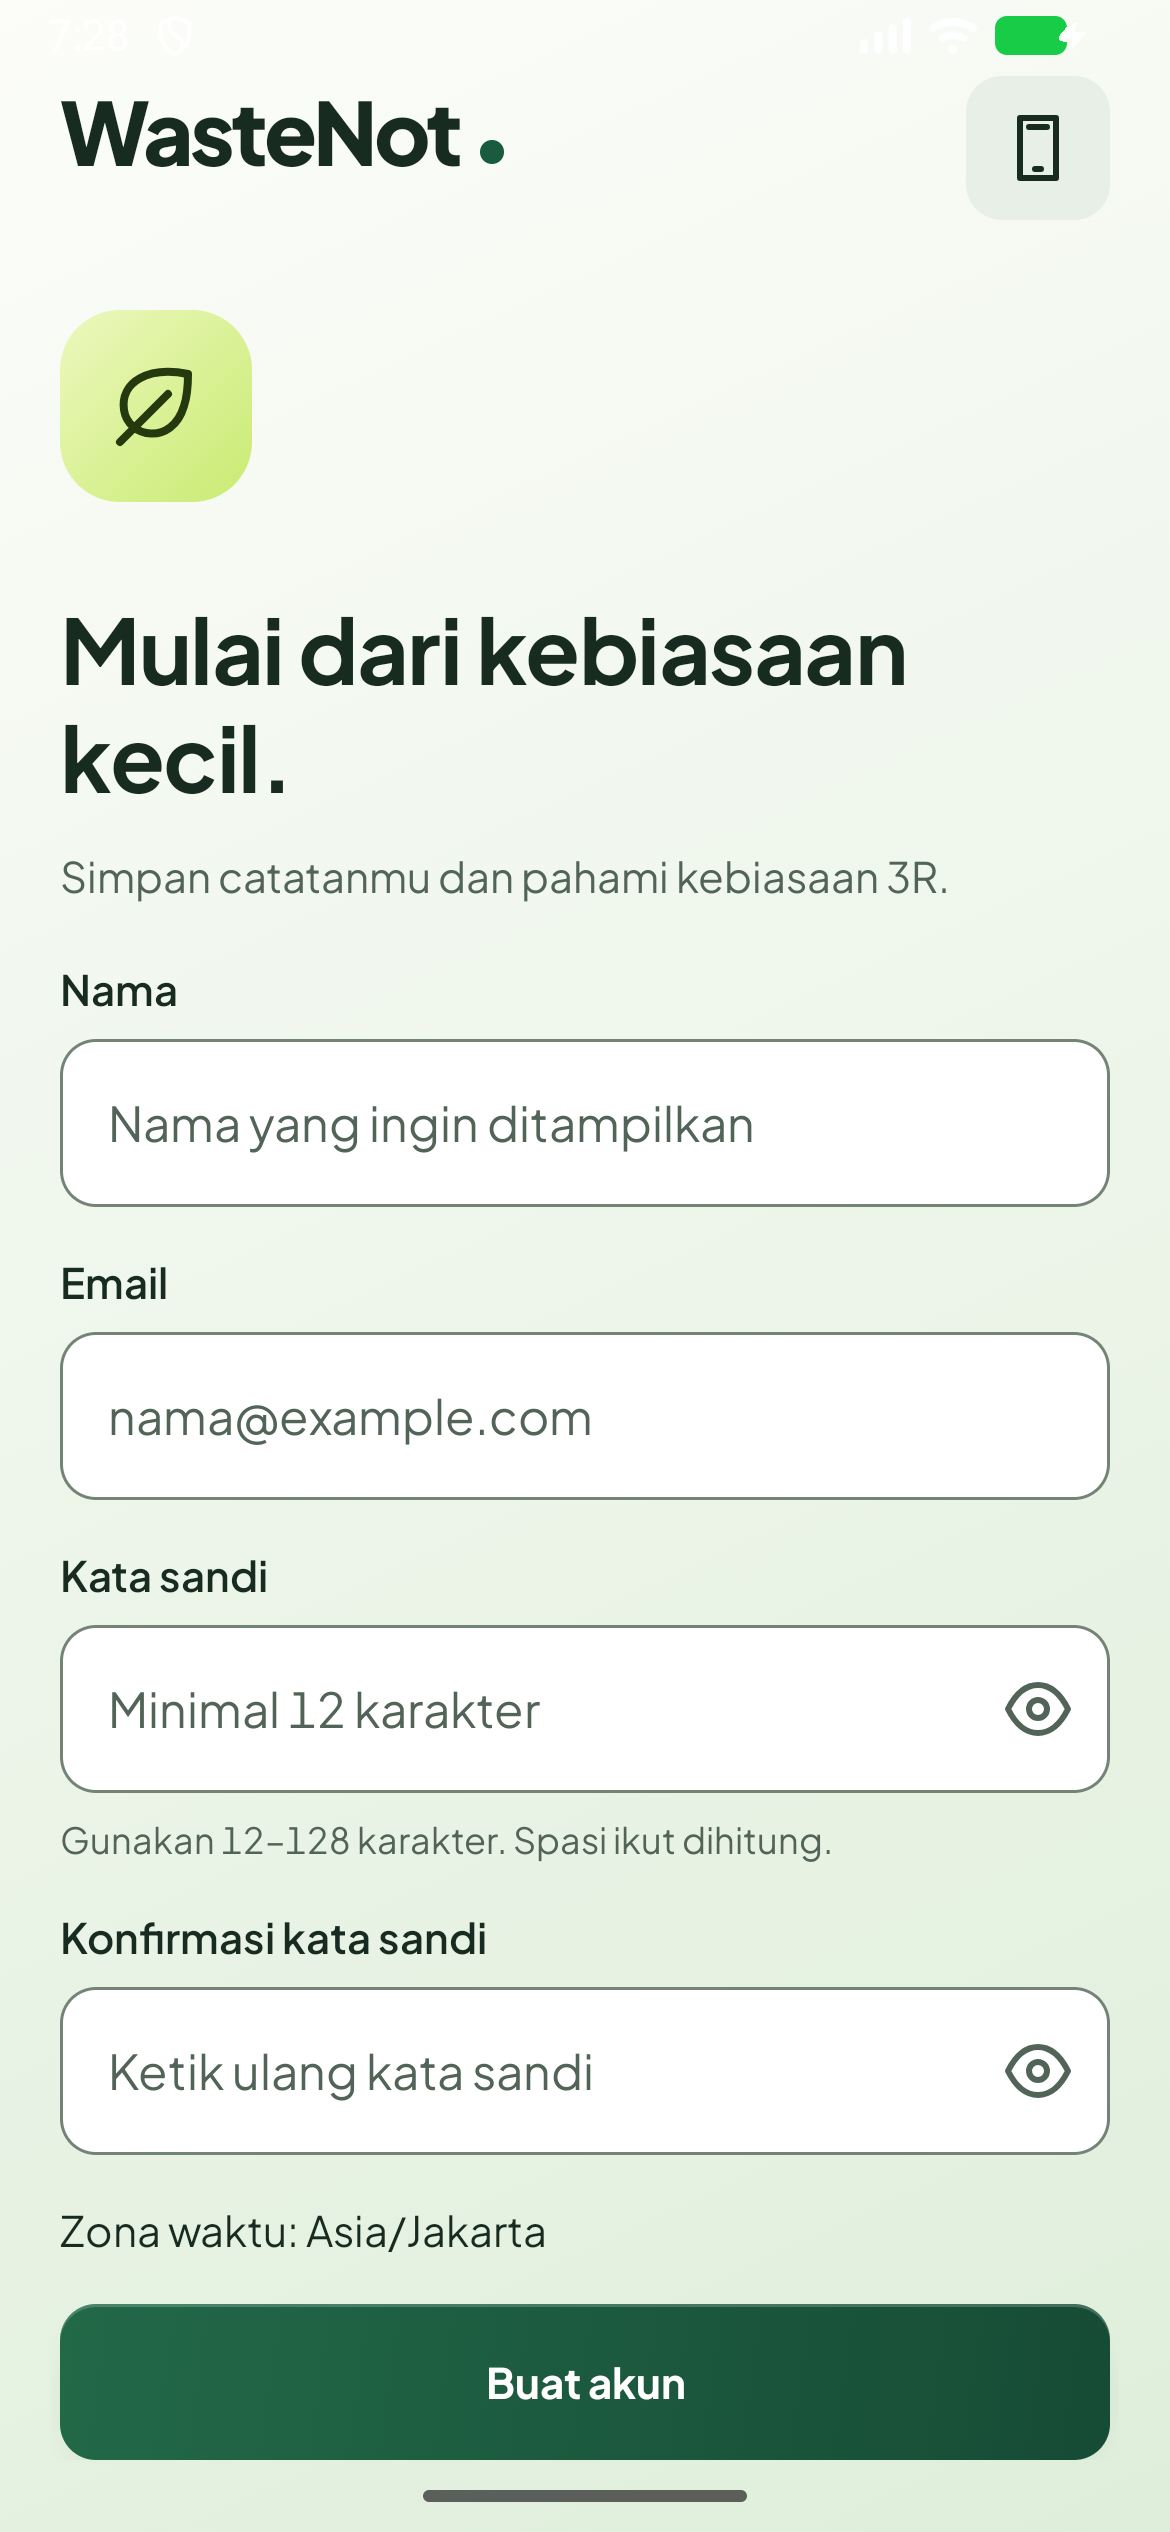 7:28
WasteNot
Mulai dari kebiasaan
kecil.
Simpan catatanmu dan pahami kebiasaan 3R.
Nama
Nama yang ingin ditampilkan
Email
nama@example.com
Kata sandi
Minimal 12 karakter
Gunakan 12–128 karakter. Spasi ikut dihitung.
Konfirmasi kata sandi
Ketik ulang kata sandi
Zona waktu: Asia/Jakarta
Buat akun